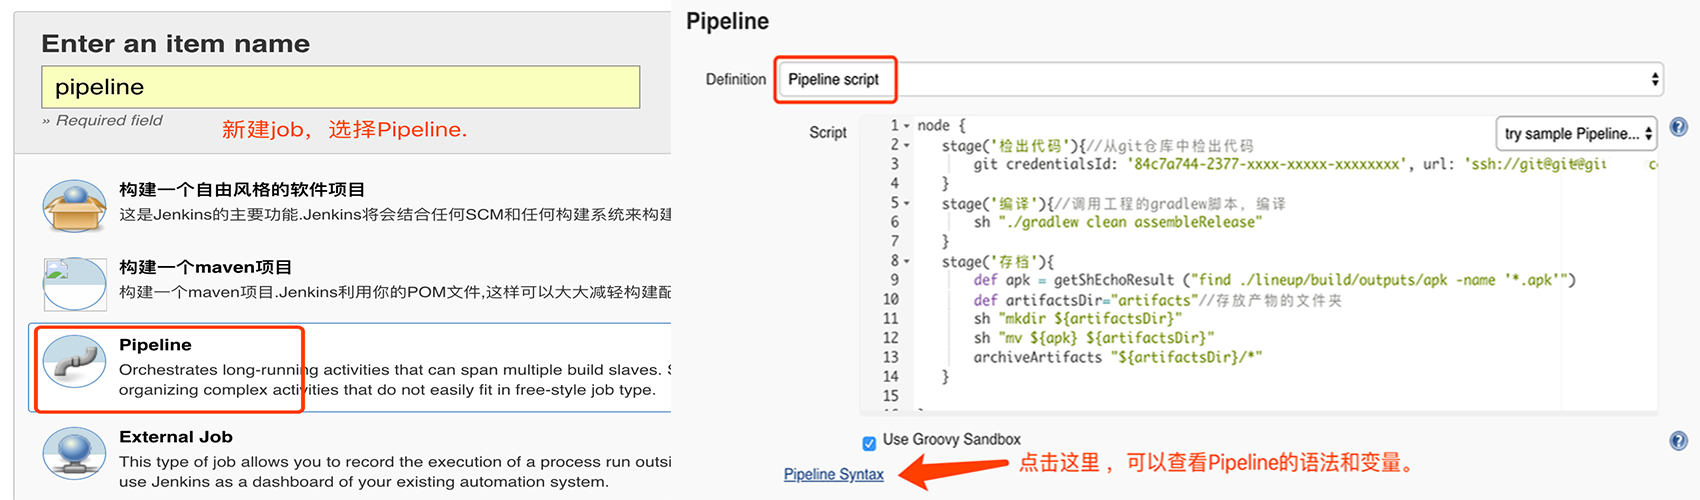 Enter an item name
pipeline
» Required field
新建job，选择Pipeline.
构建一个自由风格的软件项目
这是Jenkins的主要功能.Jenkins将会结合任何SCM和任何构建系统来构建
构建一个maven项目
构建一个maven项目.Jenkins利用你的POM文件,这样可以大大减轻构建配
Pipeline
Orchestrates long-running activities that can span multiple build slaves. S
organizing complex activities that do not easily fit in free-style job type.
External Job
This type of job allows you to record the execution of a process run outsi
use Jenkins as a dashboard of your existing automation system.
Pipeline
Definition Pipeline script
Script
try sample Pipeline...
1 node {
2 stage('检出代码'){//从git仓库中检出代码
3 git credentialsId: '84c7a744-2377-xxxx-xxxxx-xxxxxxxx', url: 'ssh://git@git@git
4 }
5 stage('编译'){//调用工程的gradlew脚本，编译
6 sh "./gradlew clean assembleRelease"
7 }
8 stage('存档'){
9 def apk = getShEchoResult ("find ./lineup/build/outputs/apk -name '*.apk'")
10 def artifactsDir="artifacts"//存放产物的文件夹
11 sh "mkdir ${artifactsDir}"
12 sh "mv ${apk} ${artifactsDir}"
13 archiveArtifacts "${artifactsDir}/*"
14 }
15
Use Groovy Sandbox
Pipeline Syntax
点击这里，可以查看Pipeline的语法和变量。